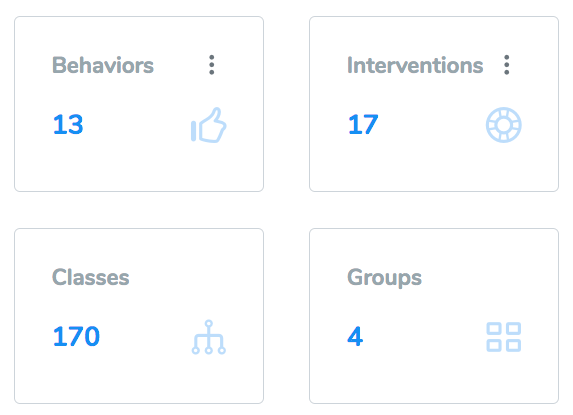 Behaviors
13
Interventions
17
Classes
170
Groups
4